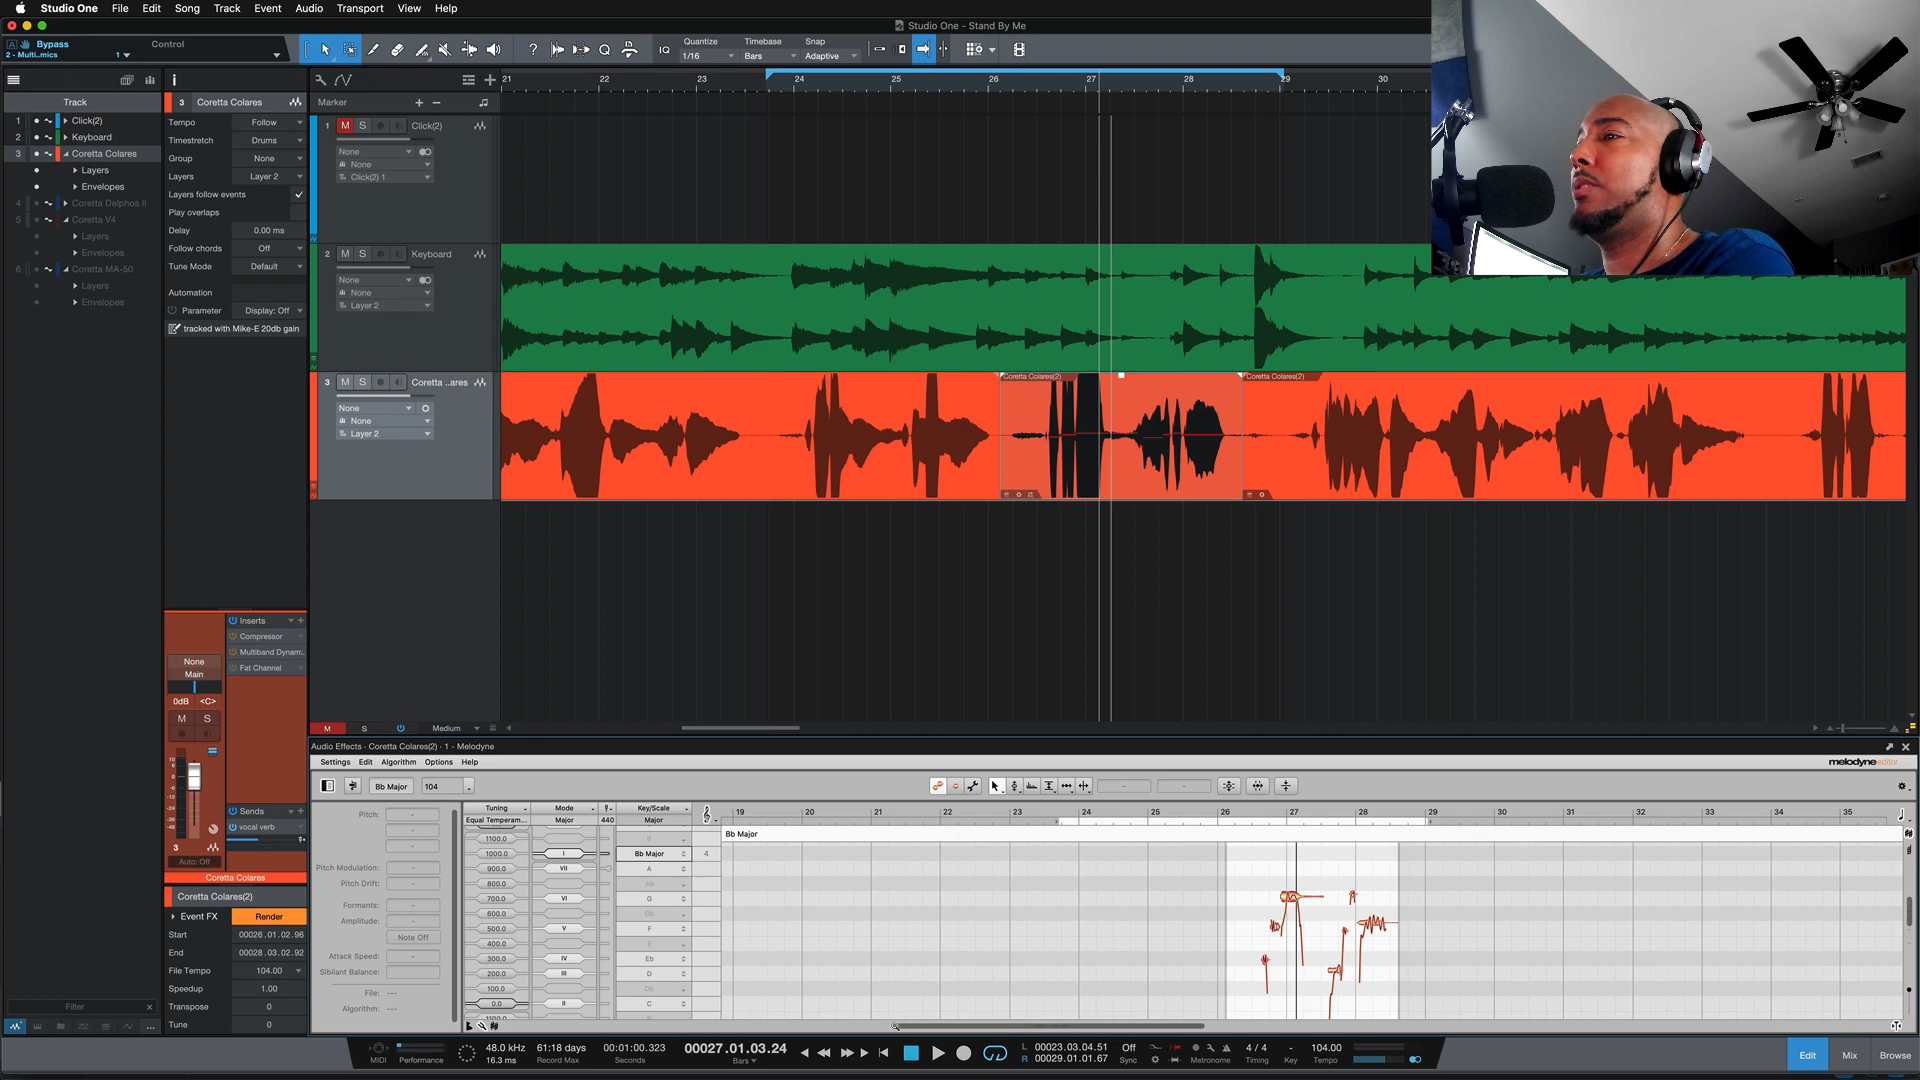 Studio One File Edit Song Track Event Audio Transport View Help
Studio One - Stand By Me
Bypass
2 - Multi..mics
1
Control
IQ
Quantize
1/16
Timebase
Bars
Snap
Adaptive
Track
3 Coretta Colares
21 22 23 24 25 26 27 28 29 30
Marker
1 Click(2)
2 Keyboard
3 Coretta Colares
Layers
Envelopes
4 Coretta Delphos II
5 Coretta V4
Layers
Envelopes
6 Coretta MA-50
Layers
Envelopes
Tempo Follow
Timestretch Drums
Group None
Layers Layer 2
Layers follow events
Play overlaps
Delay 0.00 ms
Follow chords Off
Tune Mode Default
Automation
Parameter Display: Off
tracked with Mike-E 20db gain
1 M S Click(2)
None
None
Click(2) 1
2 M S Keyboard
None
None
Layer 2
3 M S Coretta ..ares
None
None
Layer 2
Coretta Colares(2)
Coretta Colares(2)
Inserts
Compressor
Multiband Dynam..
Fat Channel
None
Main
0dB <C>
M S
Sends
vocal verb
3
Auto: Off
Coretta Colares
Coretta Colares(2)
Event FX Render
Start 00026.01.02.96
End 00028.03.02.92
File Tempo 104.00
Speedup 1.00
Transpose 0
Tune 0
Filter
M S Medium
Audio Effects - Coretta Colares(2) - 1 - Melodyne
Settings Edit Algorithm Options Help
melodyne editor
Bb Major 104
Pitch:
Pitch Modulation:
Pitch Drift:
Formants:
Amplitude:
Note Off
Attack Speed:
Sibilant Balance:
File: ---
Algorithm: ---
Tuning Mode Key/Scale
Equal Temperam... Major 440 Major
19 20 21 22 23 24 25 26 27 28 29 30 31 32 33 34 35
Bb Major
1100.0 B
1000.0 I Bb Major 4
900.0 VII A
800.0 Ab
700.0 VI G
600.0 Gb
500.0 V F
400.0 E
300.0 IV Eb
200.0 III D
100.0 Db
0.0 II C
1100.0
MIDI Performance
48.0 kHz
16.3 ms
61:18 days
Record Max
00:01:00.323
Seconds
00027.01.03.24
Bars
L 00023.03.04.51
R 00029.01.01.67
Off
Sync
Metronome
4 / 4
Timing
-
Key
104.00
Tempo
Edit Mix Browse